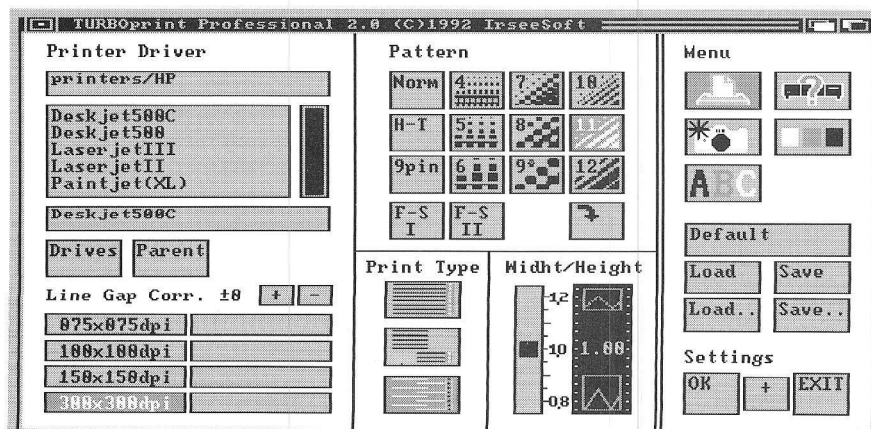 TURBOprint Professional 2.0 (C)1992 IrseeSoft
Printer Driver
printers/HP
Deskjet500C
Deskjet500
LaserjetIII
LaserjetII
Paintjet(XL)
Deskjet500C
Drives Parent
Line Gap Corr. ±0 + -
075x075dpi
100x100dpi
150x150dpi
300x300dpi
Pattern
Norm 4 7 10
H-T 5 8 11
9pin 6 9 12
F-S I F-S II
Print Type
Widht/Height
1,2
1,0 1.00
0,8
Menu
?
ABC
Default
Load Save
Load.. Save..
Settings
OK + EXIT